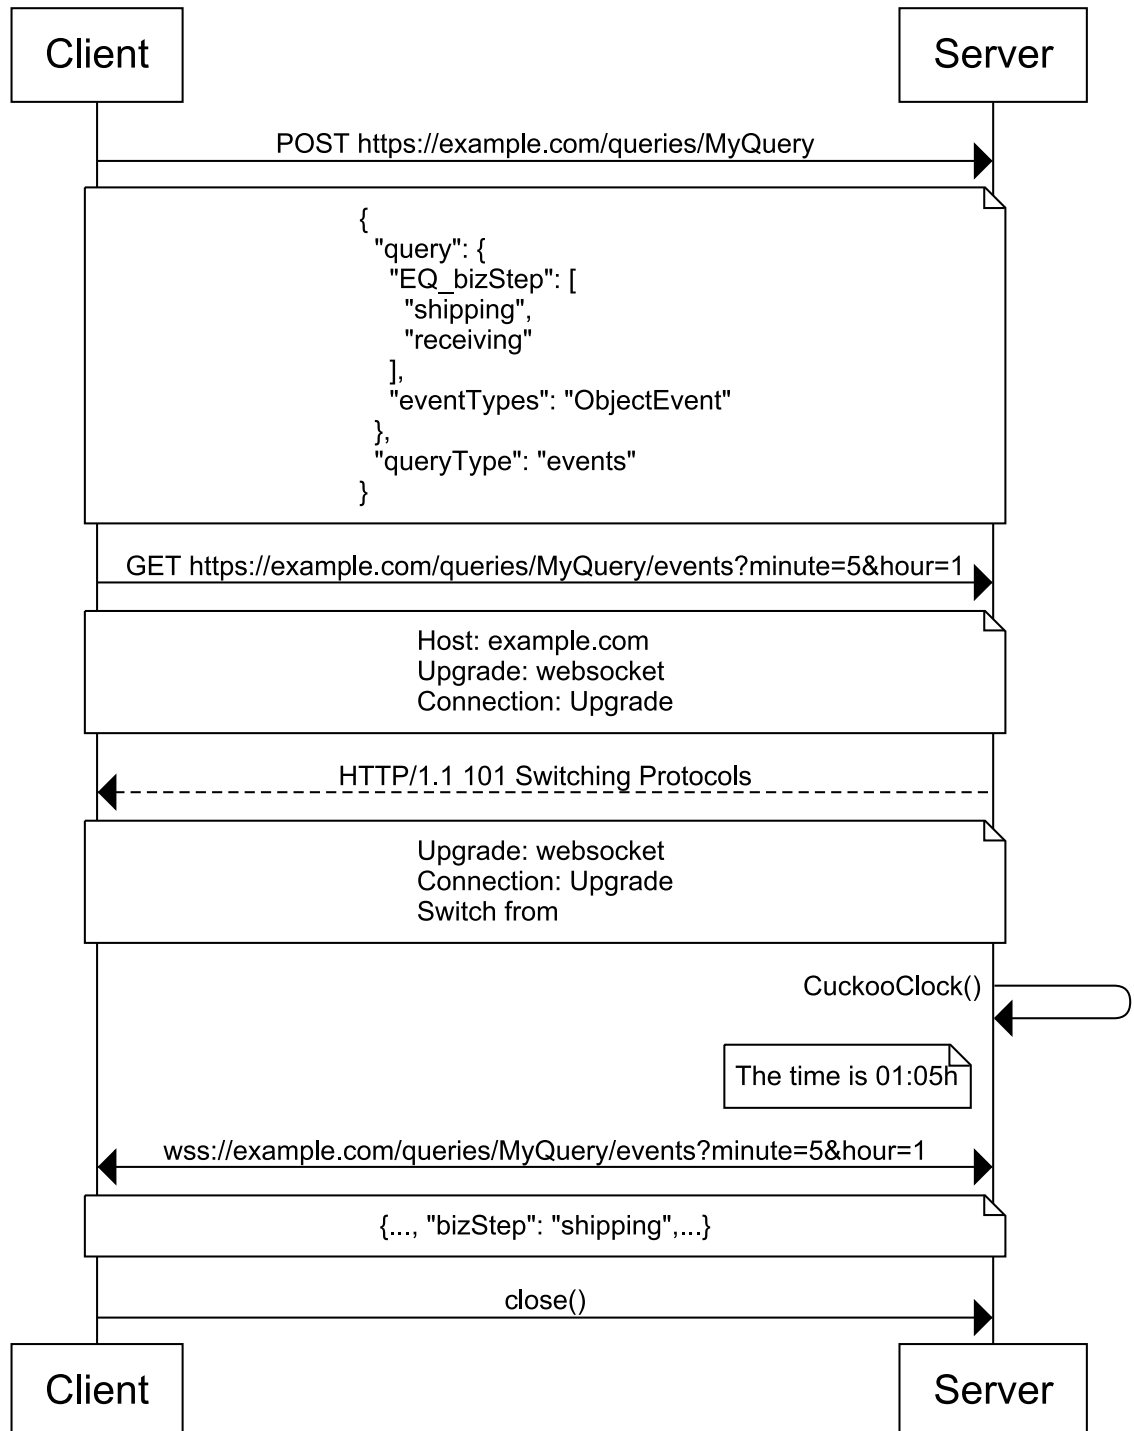 Client
Server
POST https://example.com/queries/MyQuery
{
"query": {
"EQ_bizStep": [
"shipping",
"receiving"
],
"eventTypes": "ObjectEvent"
},
"queryType": "events"
}
GET https://example.com/queries/MyQuery/events?minute=5&hour=1
Host: example.com
Upgrade: websocket
Connection: Upgrade
HTTP/1.1 101 Switching Protocols
Upgrade: websocket
Connection: Upgrade
Switch from
CuckooClock()
The time is 01:05h
wss://example.com/queries/MyQuery/events?minute=5&hour=1
{..., "bizStep": "shipping",...}
close()
Client
Server